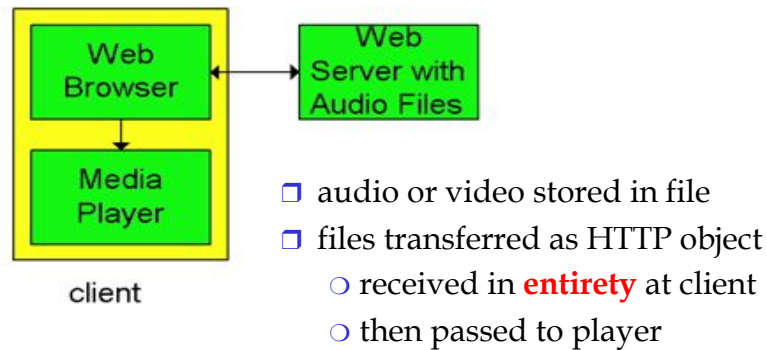 Web
Browser
Web
Server with
Audio Files
Media
Player
client
❒ audio or video stored in file
❒ files transferred as HTTP object
❍ received in entirety at client
❍ then passed to player